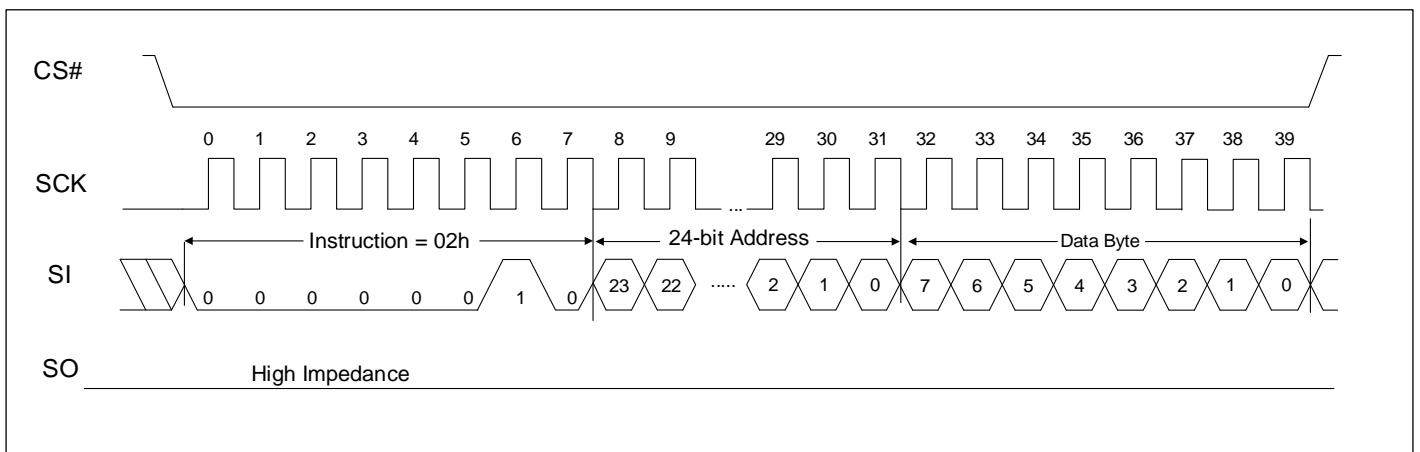 CS#
0 1 2 3 4 5 6 7 8 9 29 30 31 32 33 34 35 36 37 38 39
SCK
...
Instruction = 02h 24-bit Address Data Byte
SI
0 0 0 0 0 0 1 0 23 22 ..... 2 1 0 7 6 5 4 3 2 1 0
SO
High Impedance